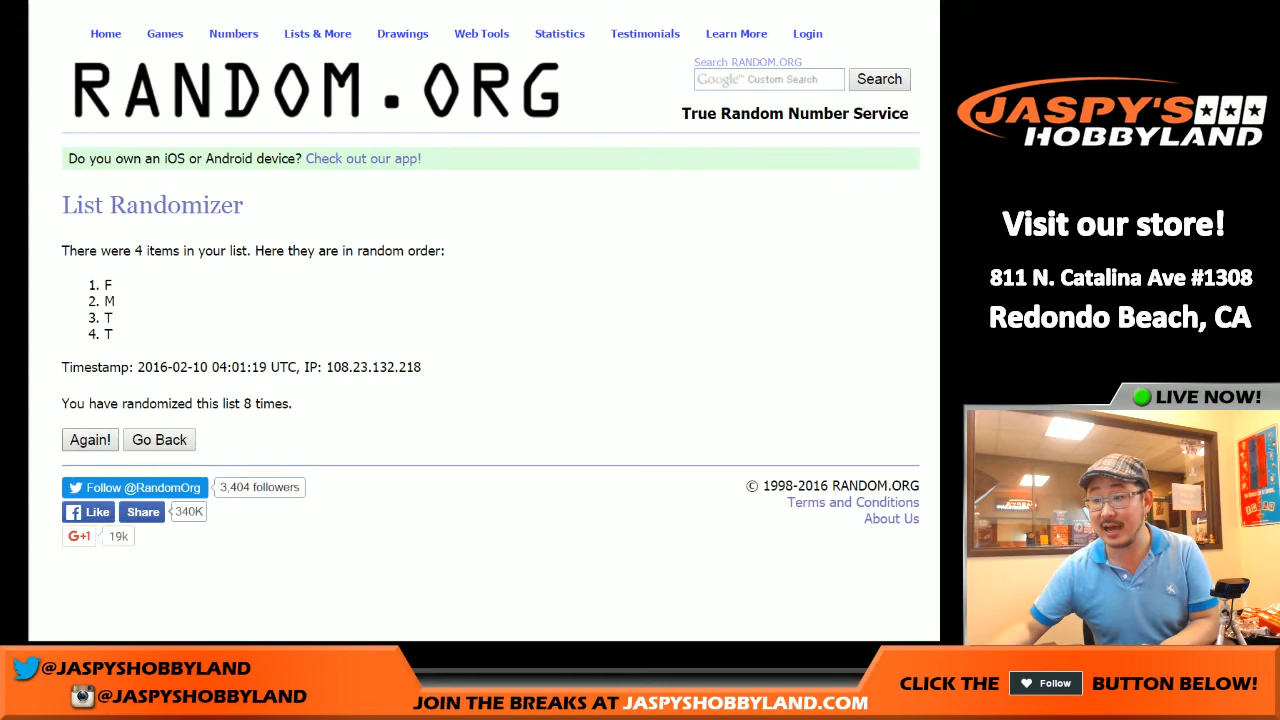 Home Games Numbers Lists & More Drawings Web Tools Statistics Testimonials Learn More Login
RANDOM.ORG
Search RANDOM.ORG
Google™ Custom Search Search
True Random Number Service
Do you own an iOS or Android device? Check out our app!
List Randomizer
There were 4 items in your list. Here they are in random order:
1. F
2. M
3. T
4. T
Timestamp: 2016-02-10 04:01:19 UTC, IP: 108.23.132.218
You have randomized this list 8 times.
Again! Go Back
Follow @RandomOrg 3,404 followers
Like Share 340K
G+1 19k
© 1998-2016 RANDOM.ORG
Terms and Conditions
About Us
JASPY'S
HOBBYLAND
Visit our store!
811 N. Catalina Ave #1308
Redondo Beach, CA
LIVE NOW!
@JASPYSHOBBYLAND
@JASPYSHOBBYLAND
JOIN THE BREAKS AT JASPYSHOBBYLAND.COM
CLICK THE Follow BUTTON BELOW!